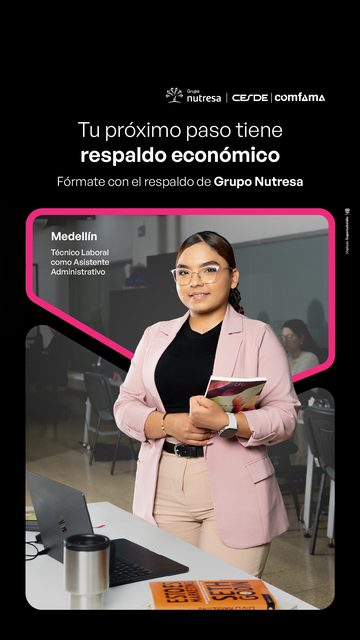 Grupo
nutresa | CESDE | comfama
Tu próximo paso tiene
respaldo económico
Fórmate con el respaldo de Grupo Nutresa
Medellín
Técnico Laboral
como Asistente
Administrativo